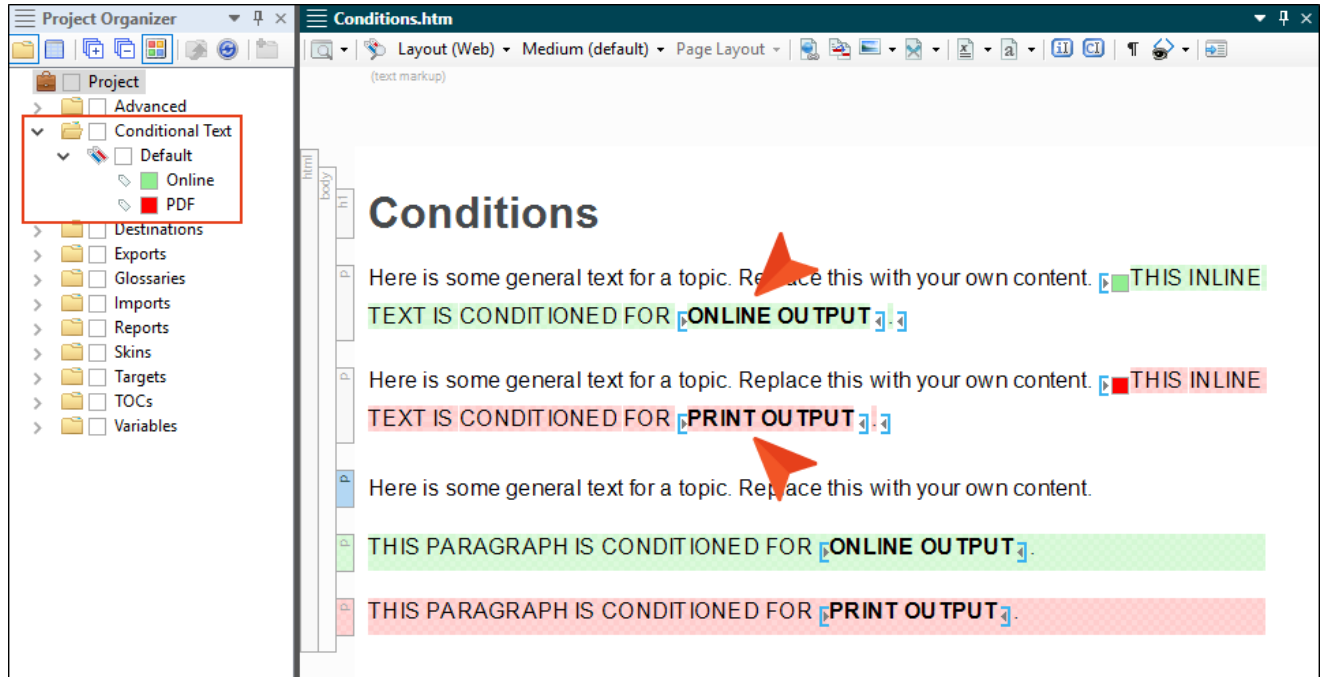 Project Organizer
Conditions.htm
Layout (Web)
Medium (default)
Page Layout
Project
Advanced
Conditional Text
Default
Online
PDF
Destinations
Exports
Glossaries
Imports
Reports
Skins
Targets
TOCs
Variables
(text markup)
html
body
h1
Conditions
p
Here is some general text for a topic. Replace this with your own content. THIS INLINE
TEXT IS CONDITIONED FOR ONLINE OUTPUT.
p
Here is some general text for a topic. Replace this with your own content. THIS INLINE
TEXT IS CONDITIONED FOR PRINT OUTPUT.
p
Here is some general text for a topic. Replace this with your own content.
p
THIS PARAGRAPH IS CONDITIONED FOR ONLINE OUTPUT.
p
THIS PARAGRAPH IS CONDITIONED FOR PRINT OUTPUT.